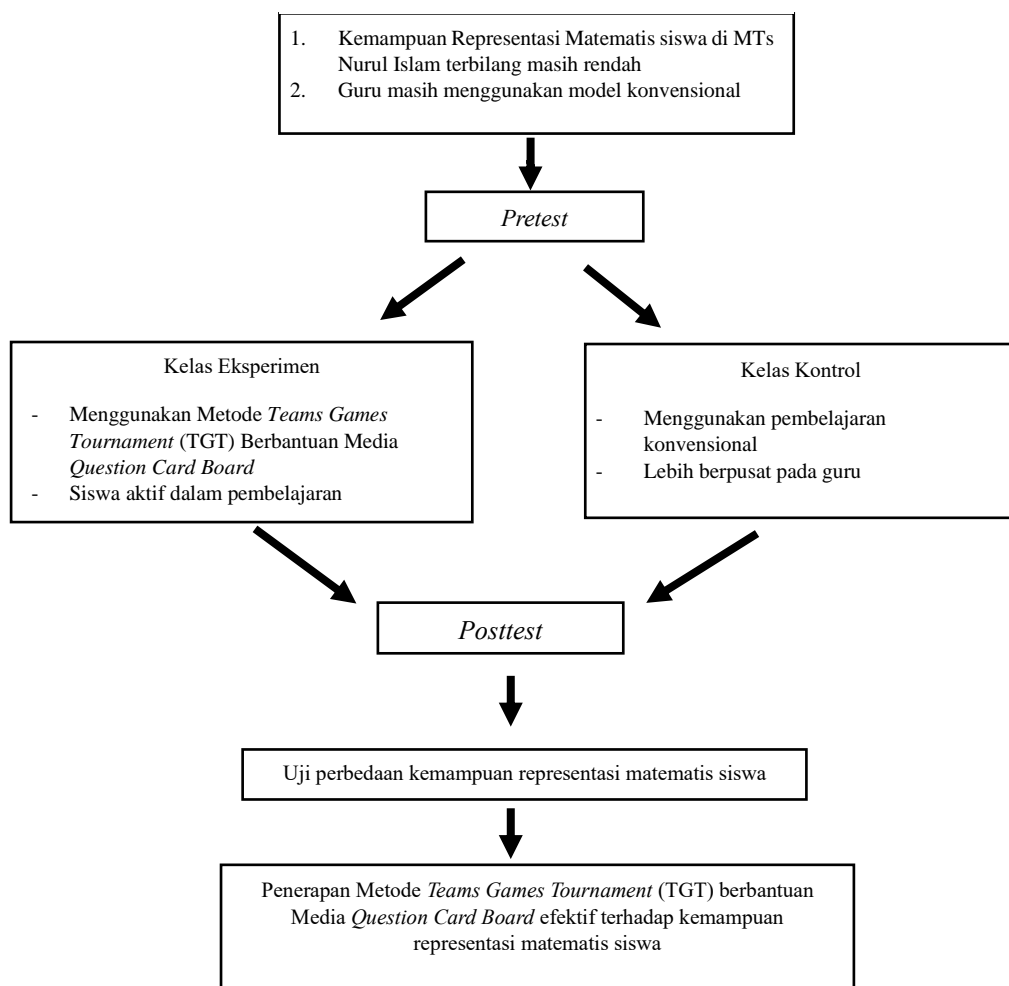 1. Kemampuan Representasi Matematis siswa di MTs
Nurul Islam terbilang masih rendah
2. Guru masih menggunakan model konvensional
Pretest
Kelas Eksperimen
- Menggunakan Metode Teams Games
Tournament (TGT) Berbantuan Media
Question Card Board
- Siswa aktif dalam pembelajaran
Kelas Kontrol
- Menggunakan pembelajaran
konvensional
- Lebih berpusat pada guru
Posttest
Uji perbedaan kemampuan representasi matematis siswa
Penerapan Metode Teams Games Tournament (TGT) berbantuan
Media Question Card Board efektif terhadap kemampuan
representasi matematis siswa